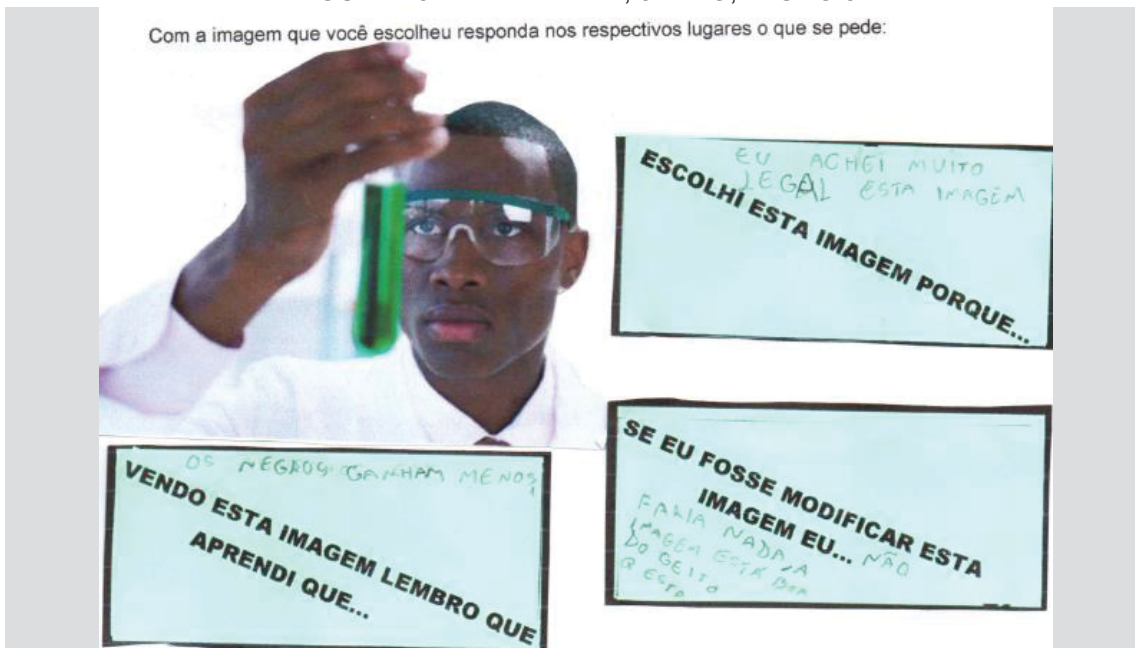 Com a imagem que você escolheu responda nos respectivos lugares o que se pede:
EU ACHEI MUITO
LEGAL ESTA IMAGEM
ESCOLHI ESTA IMAGEM PORQUE...
OS NEGROS GANHAM MENOS
VENDO ESTA IMAGEM LEMBRO QUE
APRENDI QUE...
SE EU FOSSE MODIFICAR ESTA
IMAGEM EU... NÃO
FARIA NADA A
IMAGEM ESTÁ BOA
DO GEITO
Q ESTA